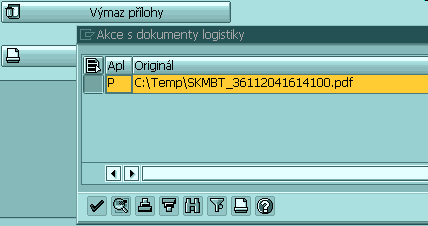 Výmaz přílohy
Akce s dokumenty logistiky
Apl Originál
P C:\Temp\SKMBT_36112041614100.pdf